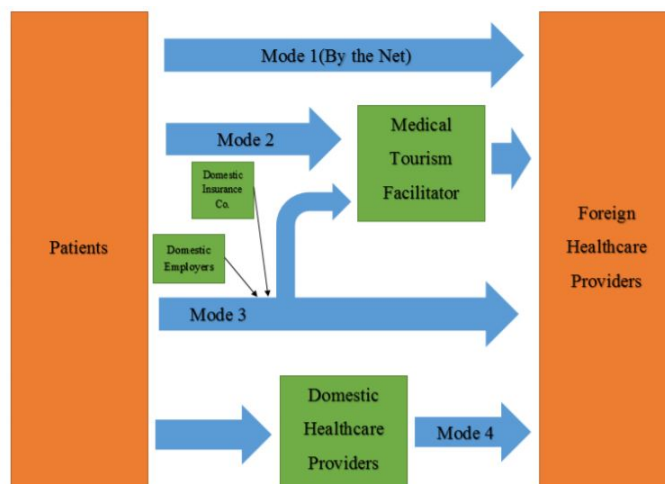 Mode 1(By the Net)
Mode 2
Medical
Tourism
Facilitator
Domestic
Insurance
Co.
Domestic
Employers
Patients
Foreign
Healthcare
Providers
Mode 3
Domestic
Healthcare
Providers
Mode 4